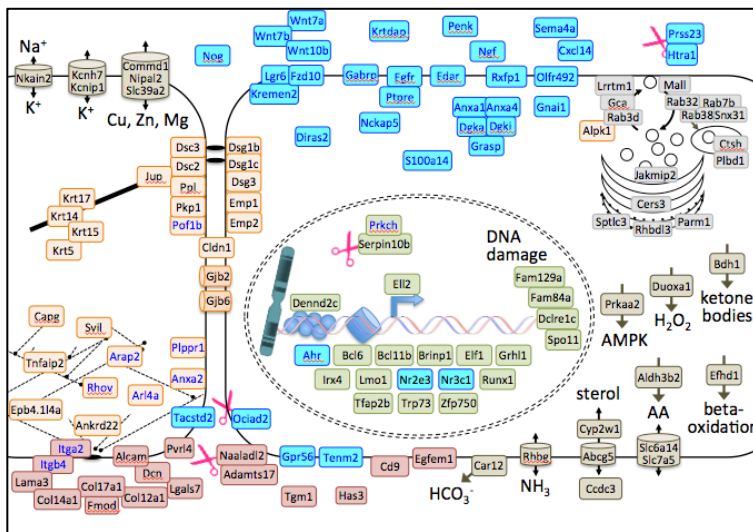 Na⁺
Nkain2
K⁺
Kcnh7
Kcnip1
K⁺
Commd1
Nipal2
Slc39a2
Cu, Zn, Mg
Nog
Wnt7a
Wnt7b
Wnt10b
Lgr6
Fzd10
Kremen2
Krtdap
Gabrp
Egfr
Ptpre
Nckap5
Diras2
S100a14
Penk
Ngf
Edar
Rxfp1
Anxa1
Anxa4
Dgka
Dgki
Grasp
Sema4a
Cxcl14
Olfr492
Gnai1
Prss23
Htra1
Lrrtm1
Gca
Rab3d
Alpk1
Mall
Rab32
Rab7b
Rab38
Snx31
Ctsh
Plbd1
Jakmip2
Cers3
Sptlc3
Rhbdl3
Parm1
Dsc3
Dsc2
Dsg1b
Dsg1c
Jup
Ppl
Dsg3
Pkp1
Emp1
Pof1b
Emp2
Krt17
Krt14
Krt15
Krt5
Cldn1
Gjb2
Gjb6
Prkch
Serpin10b
DNA
damage
Ell2
Dennd2c
Fam129a
Fam84a
Dclre1c
Spo11
Ahr
Bcl6
Bcl11b
Brinp1
Elf1
Grhl1
Irx4
Lmo1
Nr2e3
Nr3c1
Runx1
Tfap2b
Trp73
Zfp750
Bdh1
ketone
bodies
Duoxa1
H₂O₂
Prkaa2
AMPK
Capg
Svil
Tnfaip2
Arap2
Rhov
Arl4a
Epb4.1l4a
Ankrd22
Plppr1
Anxa2
Tacstd2
Ociad2
sterol
Cyp2w1
Abcg5
Ccdc3
Aldh3b2
AA
Slc6a14
Slc7a5
Efhd1
beta-
oxidation
Itga2
Itgb4
Lama3
Col14a1
Col17a1
Fmod
Alcam
Dcn
Col12a1
Lgals7
Pvrl4
Naaladl2
Adamts17
Gpr56
Tenm2
Tgm1
Has3
Cd9
Egfem1
Car12
HCO₃⁻
Rhbg
NH₃